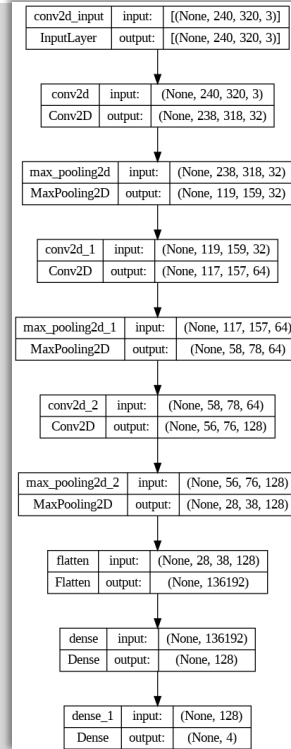 conv2d_input input: [(None, 240, 320, 3)]
InputLayer output: [(None, 240, 320, 3)]
conv2d input: (None, 240, 320, 3)
Conv2D output: (None, 238, 318, 32)
max_pooling2d input: (None, 238, 318, 32)
MaxPooling2D output: (None, 119, 159, 32)
conv2d_1 input: (None, 119, 159, 32)
Conv2D output: (None, 117, 157, 64)
max_pooling2d_1 input: (None, 117, 157, 64)
MaxPooling2D output: (None, 58, 78, 64)
conv2d_2 input: (None, 58, 78, 64)
Conv2D output: (None, 56, 76, 128)
max_pooling2d_2 input: (None, 56, 76, 128)
MaxPooling2D output: (None, 28, 38, 128)
flatten input: (None, 28, 38, 128)
Flatten output: (None, 136192)
dense input: (None, 136192)
Dense output: (None, 128)
dense_1 input: (None, 128)
Dense output: (None, 4)